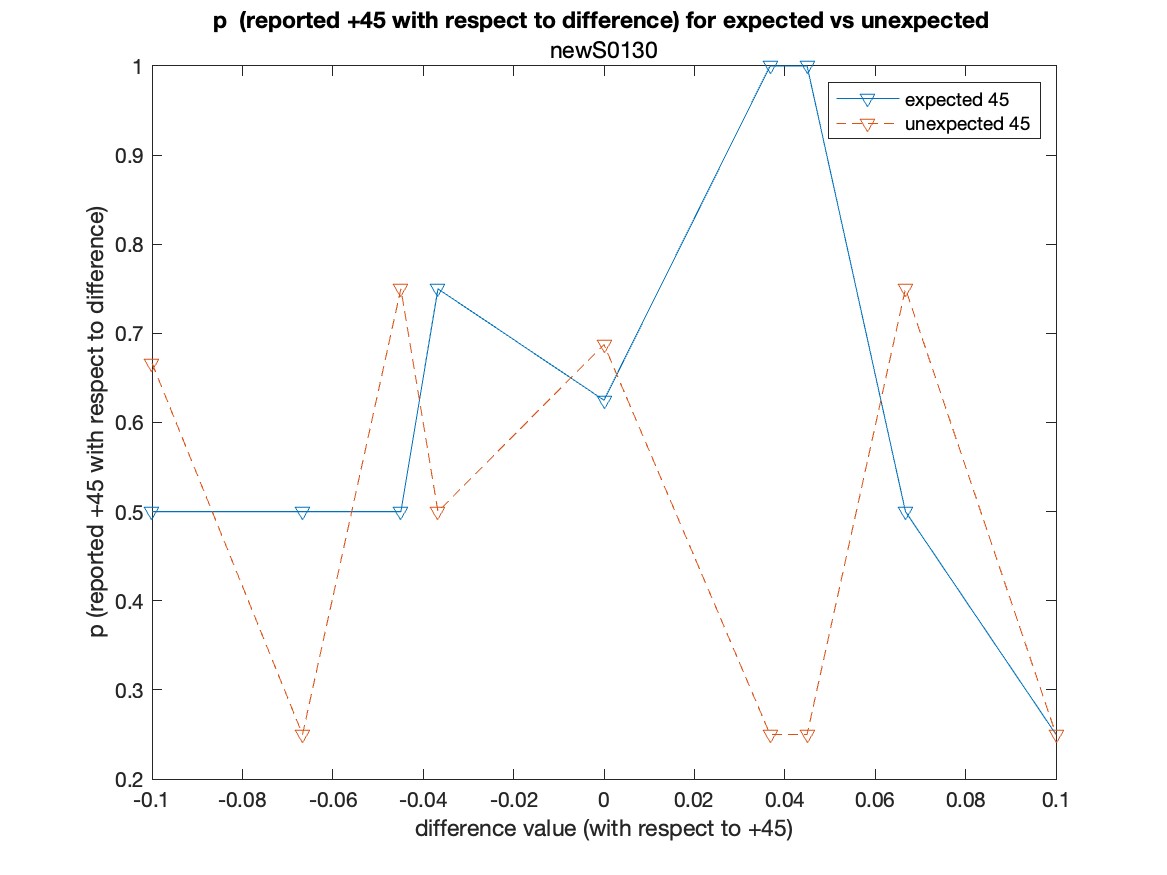 p  (reported +45 with respect to difference) for expected vs unexpected
newS0130
1
0.9
0.8
0.7
0.6
0.5
0.4
0.3
0.2
p (reported +45 with respect to difference)
expected 45
unexpected 45
-0.1 -0.08 -0.06 -0.04 -0.02 0 0.02 0.04 0.06 0.08 0.1
difference value (with respect to +45)